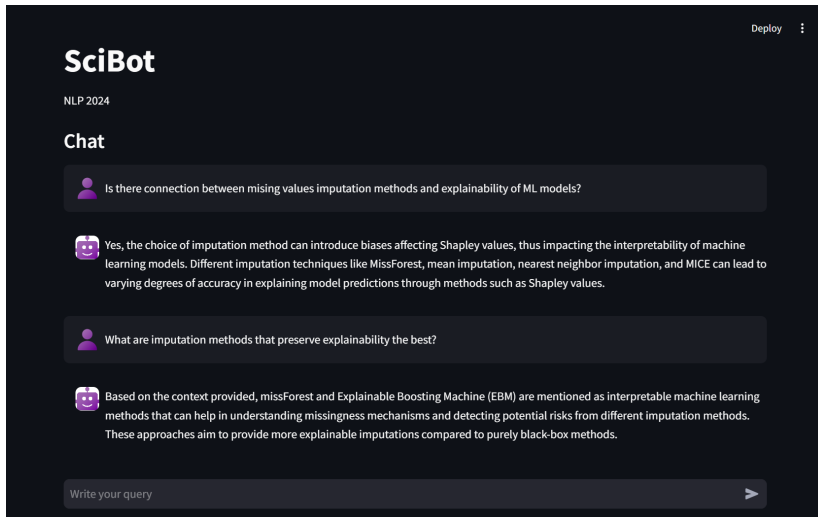 Deploy
SciBot
NLP 2024
Chat
Is there connection between mising values imputation methods and explainability of ML models?
Yes, the choice of imputation method can introduce biases affecting Shapley values, thus impacting the interpretability of machine
learning models. Different imputation techniques like MissForest, mean imputation, nearest neighbor imputation, and MICE can lead to
varying degrees of accuracy in explaining model predictions through methods such as Shapley values.
What are imputation methods that preserve explainability the best?
Based on the context provided, missForest and Explainable Boosting Machine (EBM) are mentioned as interpretable machine learning
methods that can help in understanding missingness mechanisms and detecting potential risks from different imputation methods.
These approaches aim to provide more explainable imputations compared to purely black-box methods.
Write your query